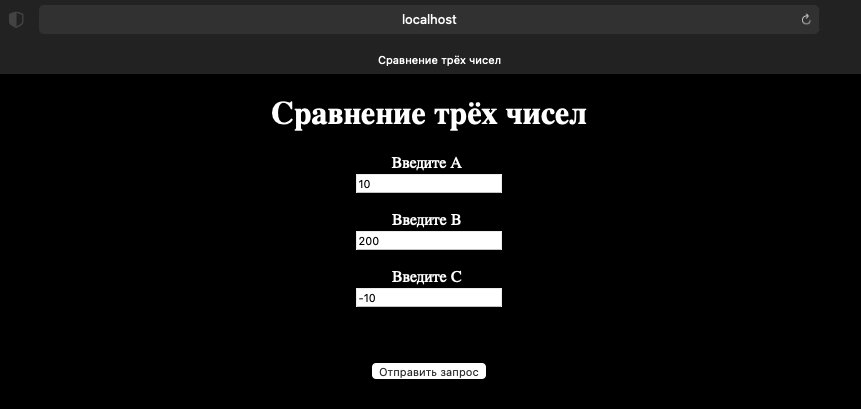 localhost
Сравнение трёх чисел
Сравнение трёх чисел
Введите A
10
Введите B
200
Введите C
-10
Отправить запрос